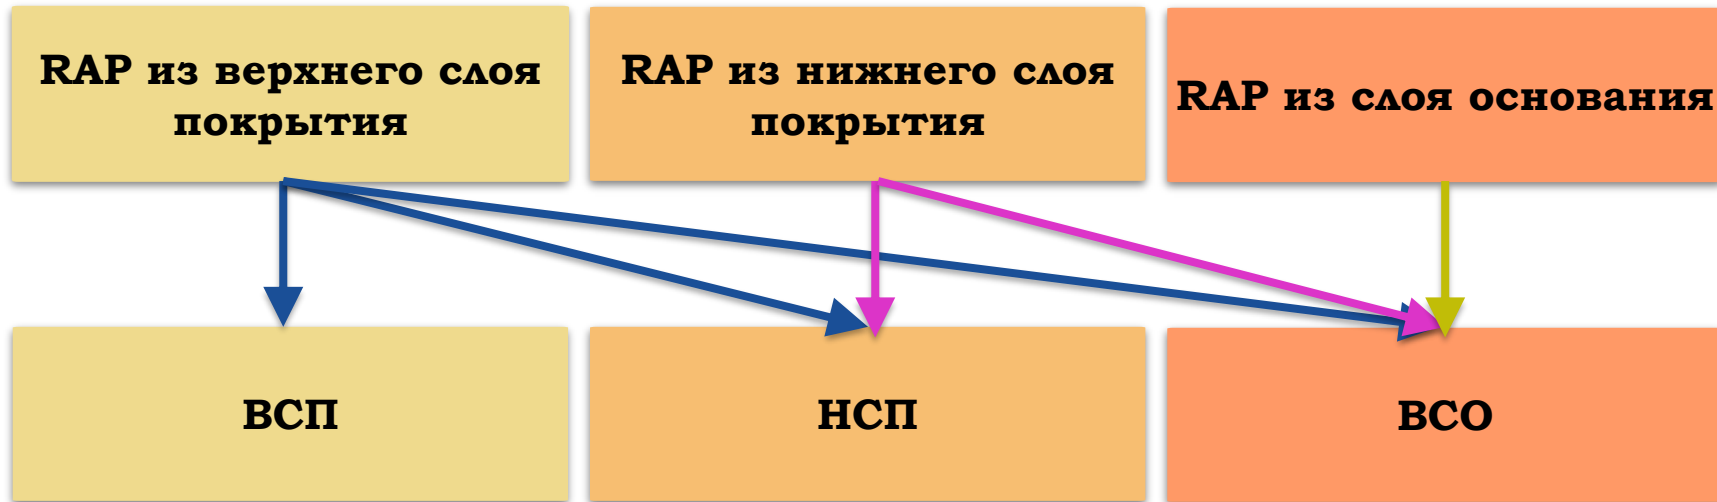 RAP из верхнего слоя
покрытия
RAP из нижнего слоя
покрытия
RAP из слоя основания
ВСП
НСП
ВСО